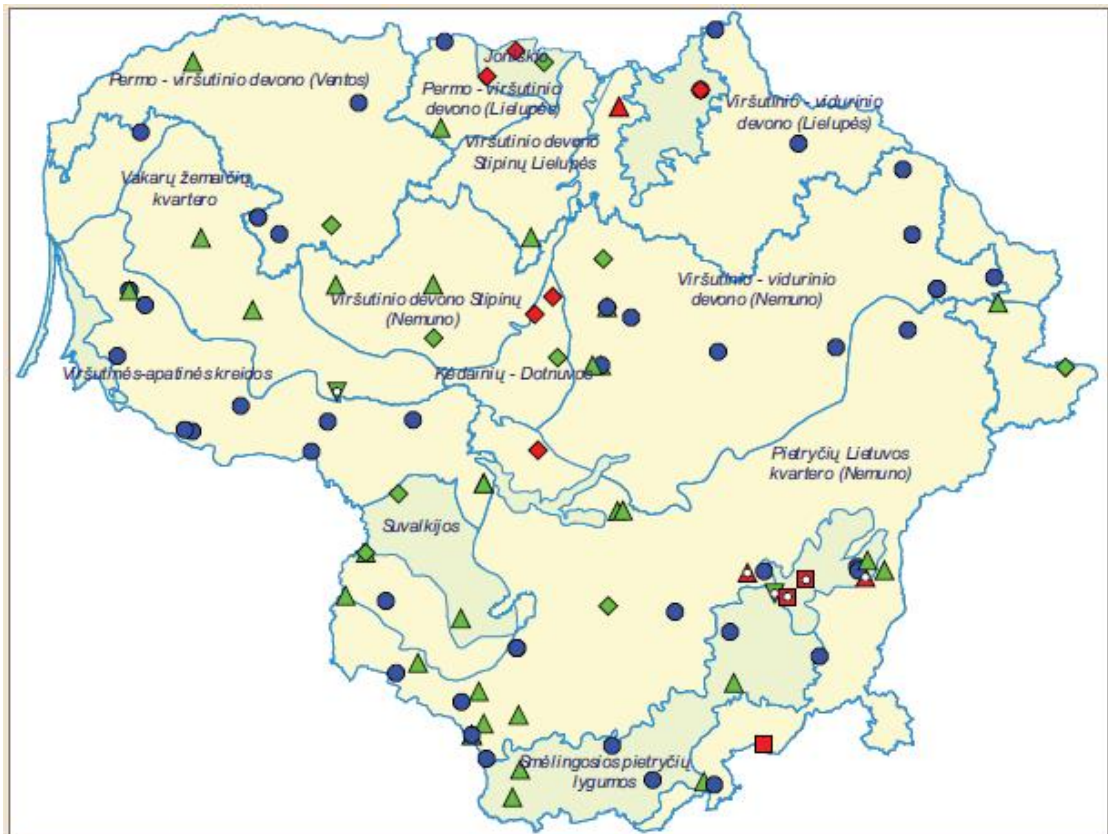 Joniškio
Permo - viršutinio devono (Ventos)
Permo - viršutinio
devono (Lielupės)
Viršutinio - vidurinio
devono (Lielupės)
Viršutinio devono
Stipinų Lielupės
Vakarų žemaičių
kvartero
Viršutinio - vidurinio
devono (Nemuno)
Viršutinio devono Stipinų
(Nemuno)
Viršutinės-apatinės kreidos
Kėdainių - Dotnuvos
Pietryčių Lietuvos
kvartero (Nemuno)
Suvalkijos
Smėlingosios pietryčių
lygumos